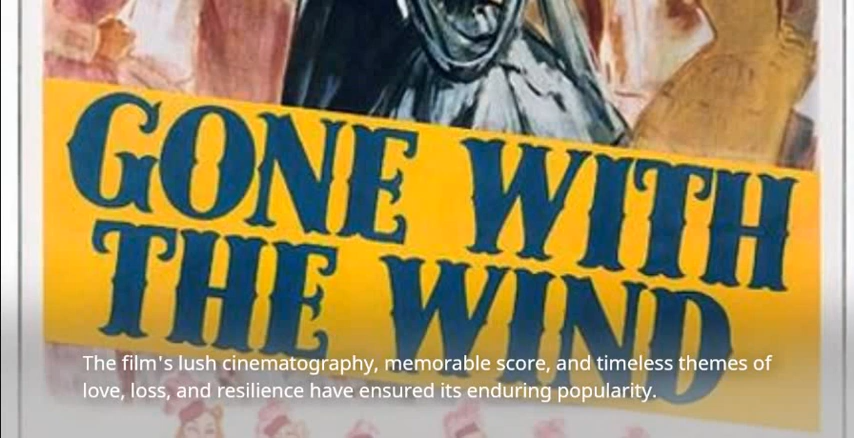 GONE WITH
THE WIND
The film's lush cinematography, memorable score, and timeless themes of
love, loss, and resilience have ensured its enduring popularity.